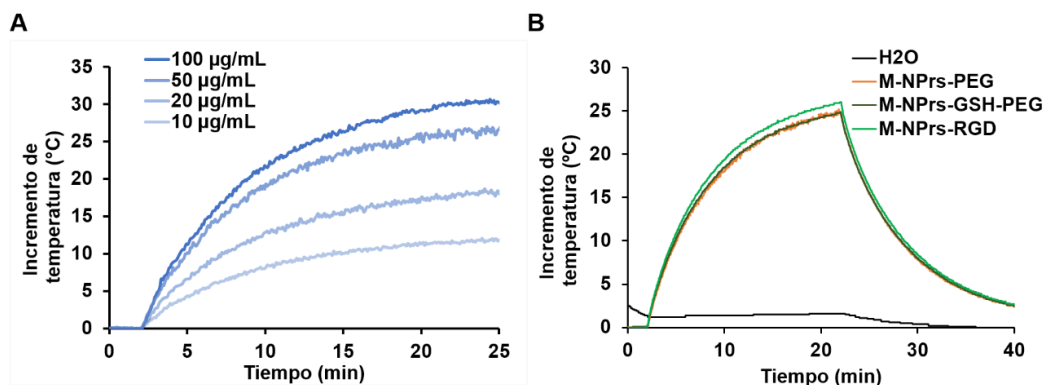 A
100 µg/mL
50 µg/mL
20 µg/mL
10 µg/mL
Incremento de
temperatura (°C)
35
30
25
20
15
10
5
0
0 5 10 15 20 25
Tiempo (min)
B
H2O
M-NPrs-PEG
M-NPrs-GSH-PEG
M-NPrs-RGD
Incremento de
temperatura (°C)
30
25
20
15
10
5
0
0 10 20 30 40
Tiempo (min)